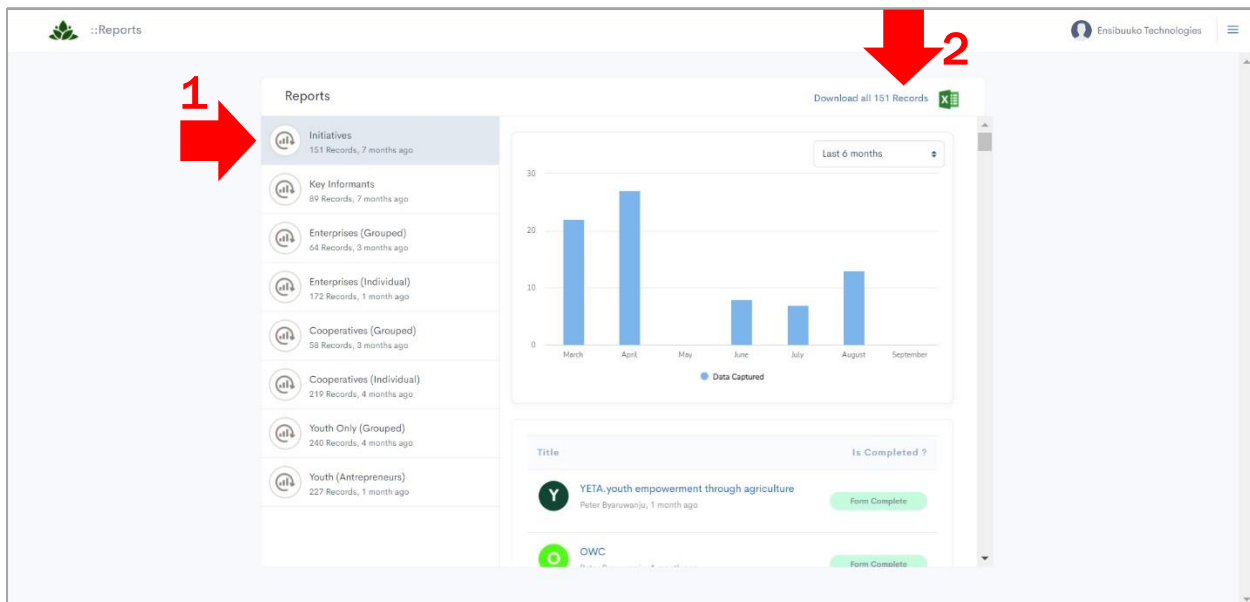 ::Reports
Ensibuuko Technologies
1
2
Reports
Download all 151 Records
Initiatives
151 Records, 7 months ago
Key Informants
89 Records, 7 months ago
Enterprises (Grouped)
64 Records, 3 months ago
Enterprises (Individual)
172 Records, 1 month ago
Cooperatives (Grouped)
58 Records, 3 months ago
Cooperatives (Individual)
219 Records, 4 months ago
Youth Only (Grouped)
240 Records, 4 months ago
Youth (Antrepreneurs)
227 Records, 1 month ago
Last 6 months
30
20
10
0
March April May June July August September
Data Captured
Title Is Completed ?
Y YETA.youth empowerment through agriculture
Peter Byaruwanju, 1 month ago
Form Complete
O OWC
Form Complete